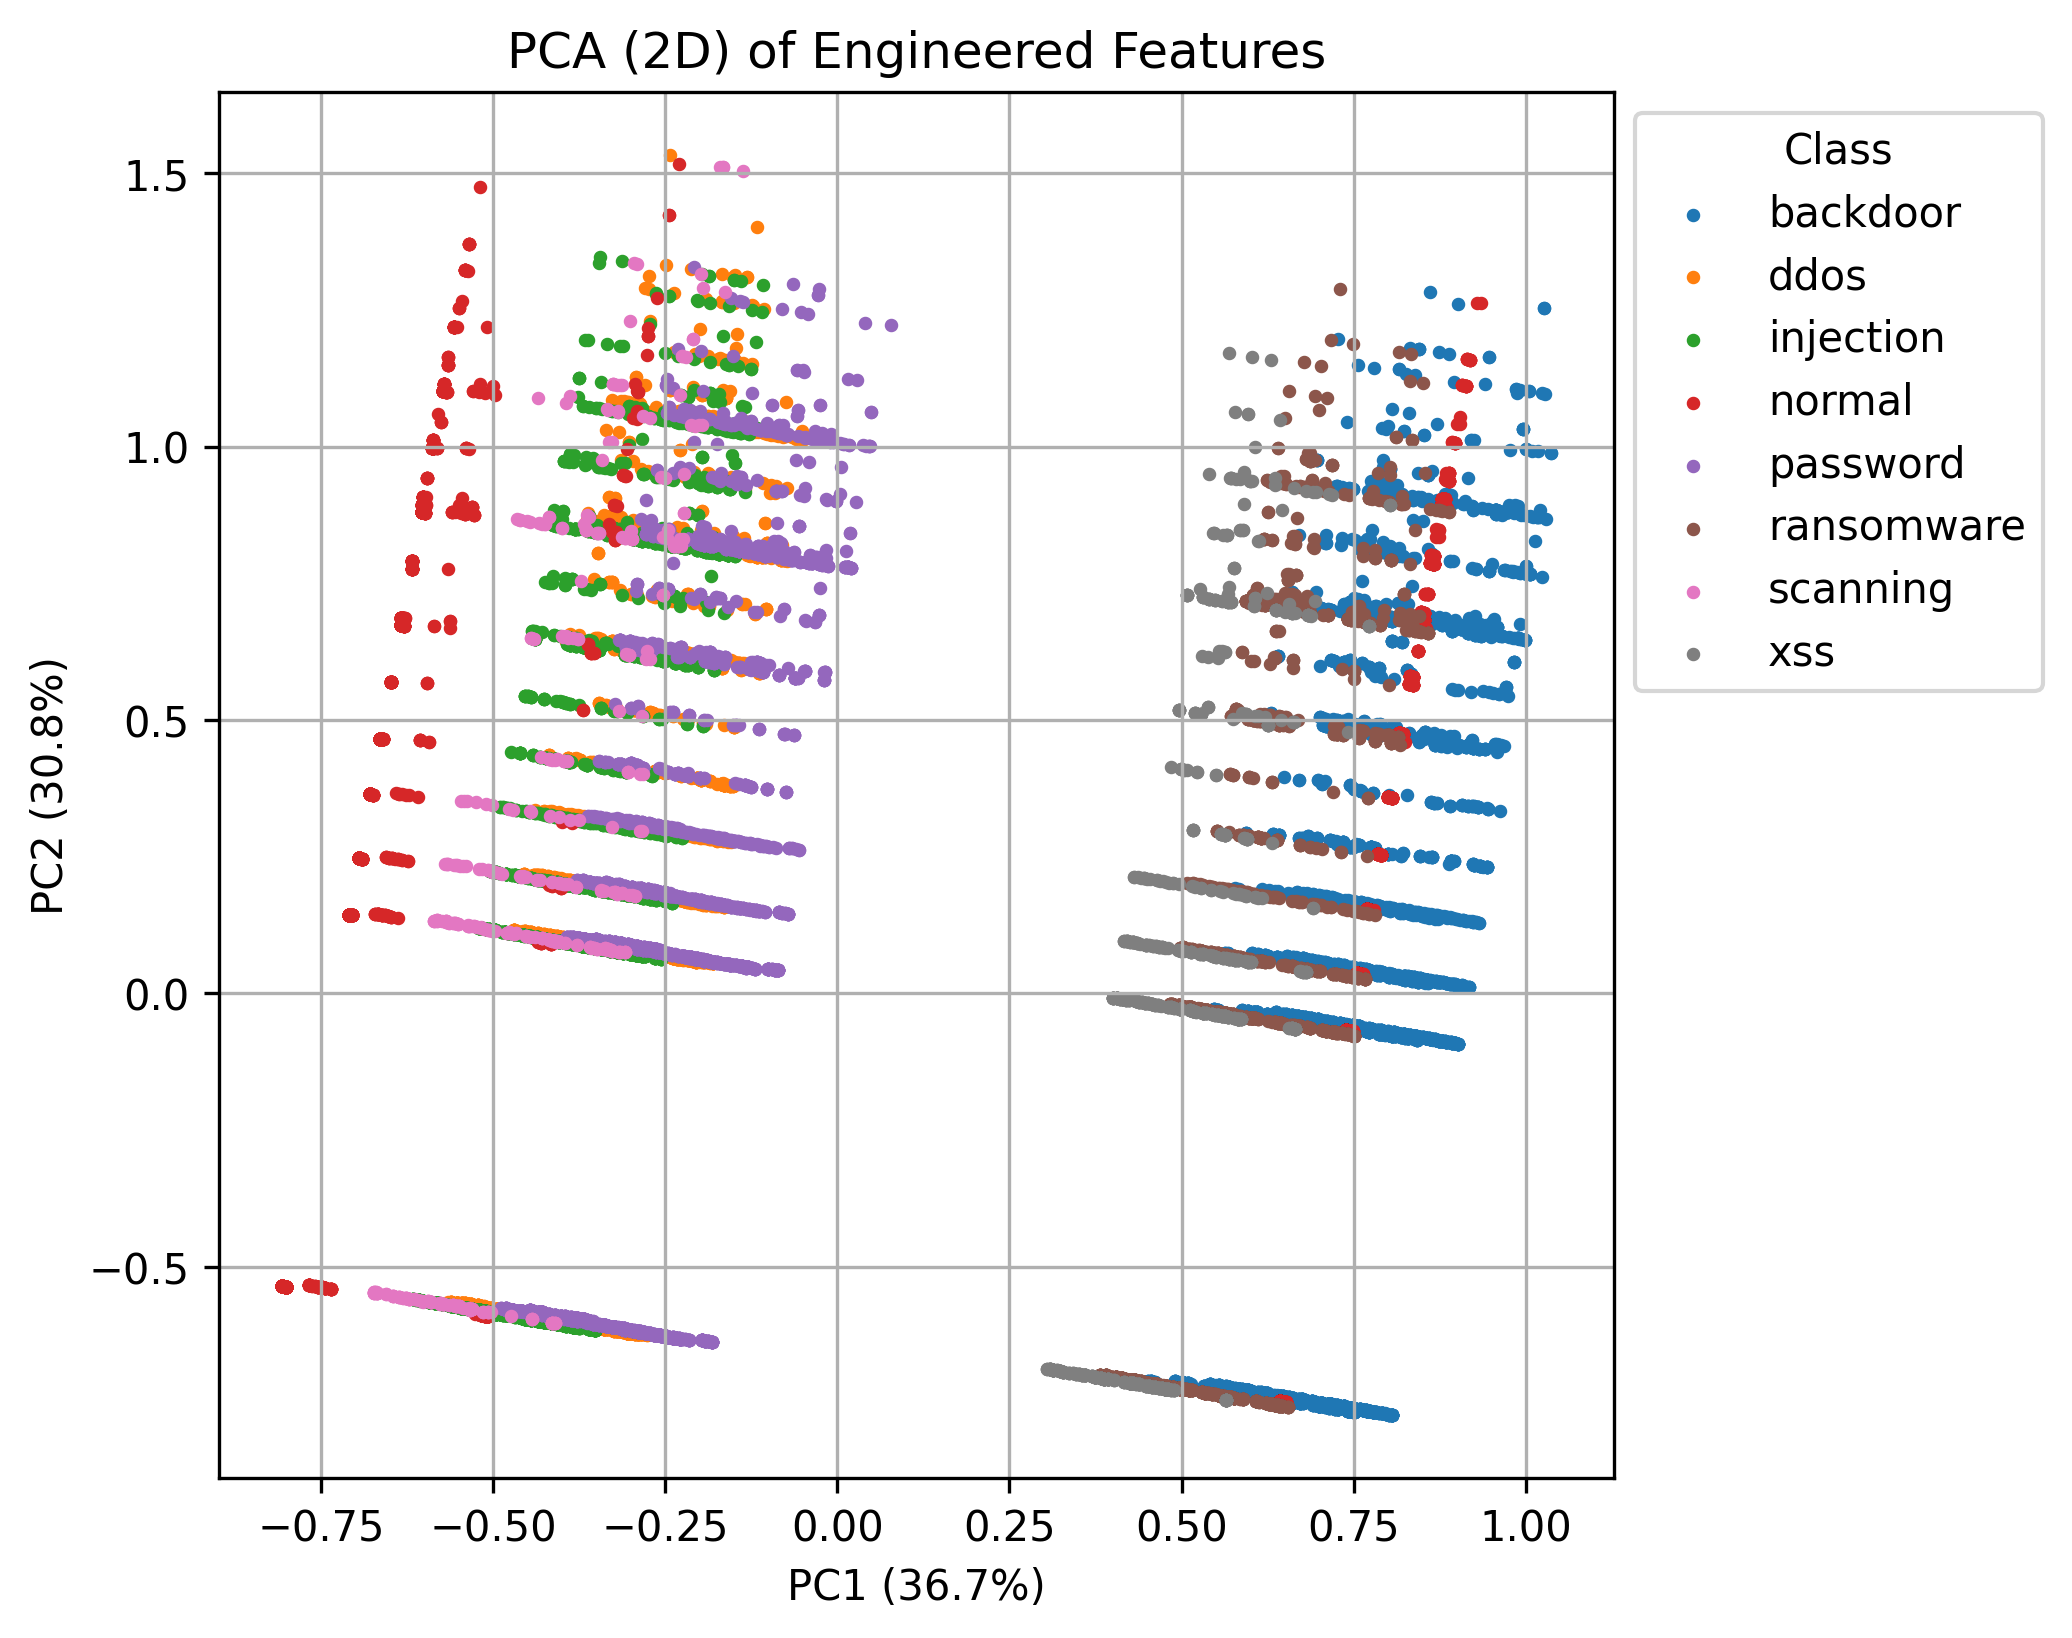 PCA (2D) of Engineered Features
1.5
1.0
0.5
0.0
−0.5
PC2 (30.8%)
−0.75
−0.50
−0.25
0.00
0.25
0.50
0.75
1.00
PC1 (36.7%)
Class
backdoor
ddos
injection
normal
password
ransomware
scanning
xss